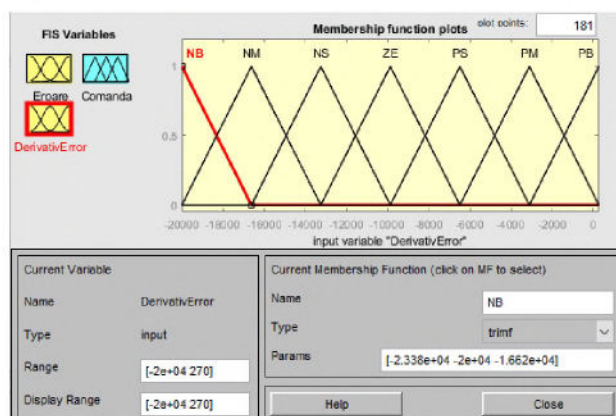 FIS Variables
Membership function plots
plot points:
181
Eroare
Comanda
DerivativError
NB
NM
NS
ZE
PS
PM
PB
1
0.5
0
-20000
-18000
-16000
-14000
-12000
-10000
-8000
-6000
-4000
-2000
0
input variable "DerivativError"
Current Variable
Name
DerivativError
Type
input
Range
[-2e+04 270]
Display Range
[-2e+04 270]
Current Membership Function (click on MF to select)
Name
NB
Type
trimf
Params
[-2.338e+04 -2e+04 -1.662e+04]
Help
Close